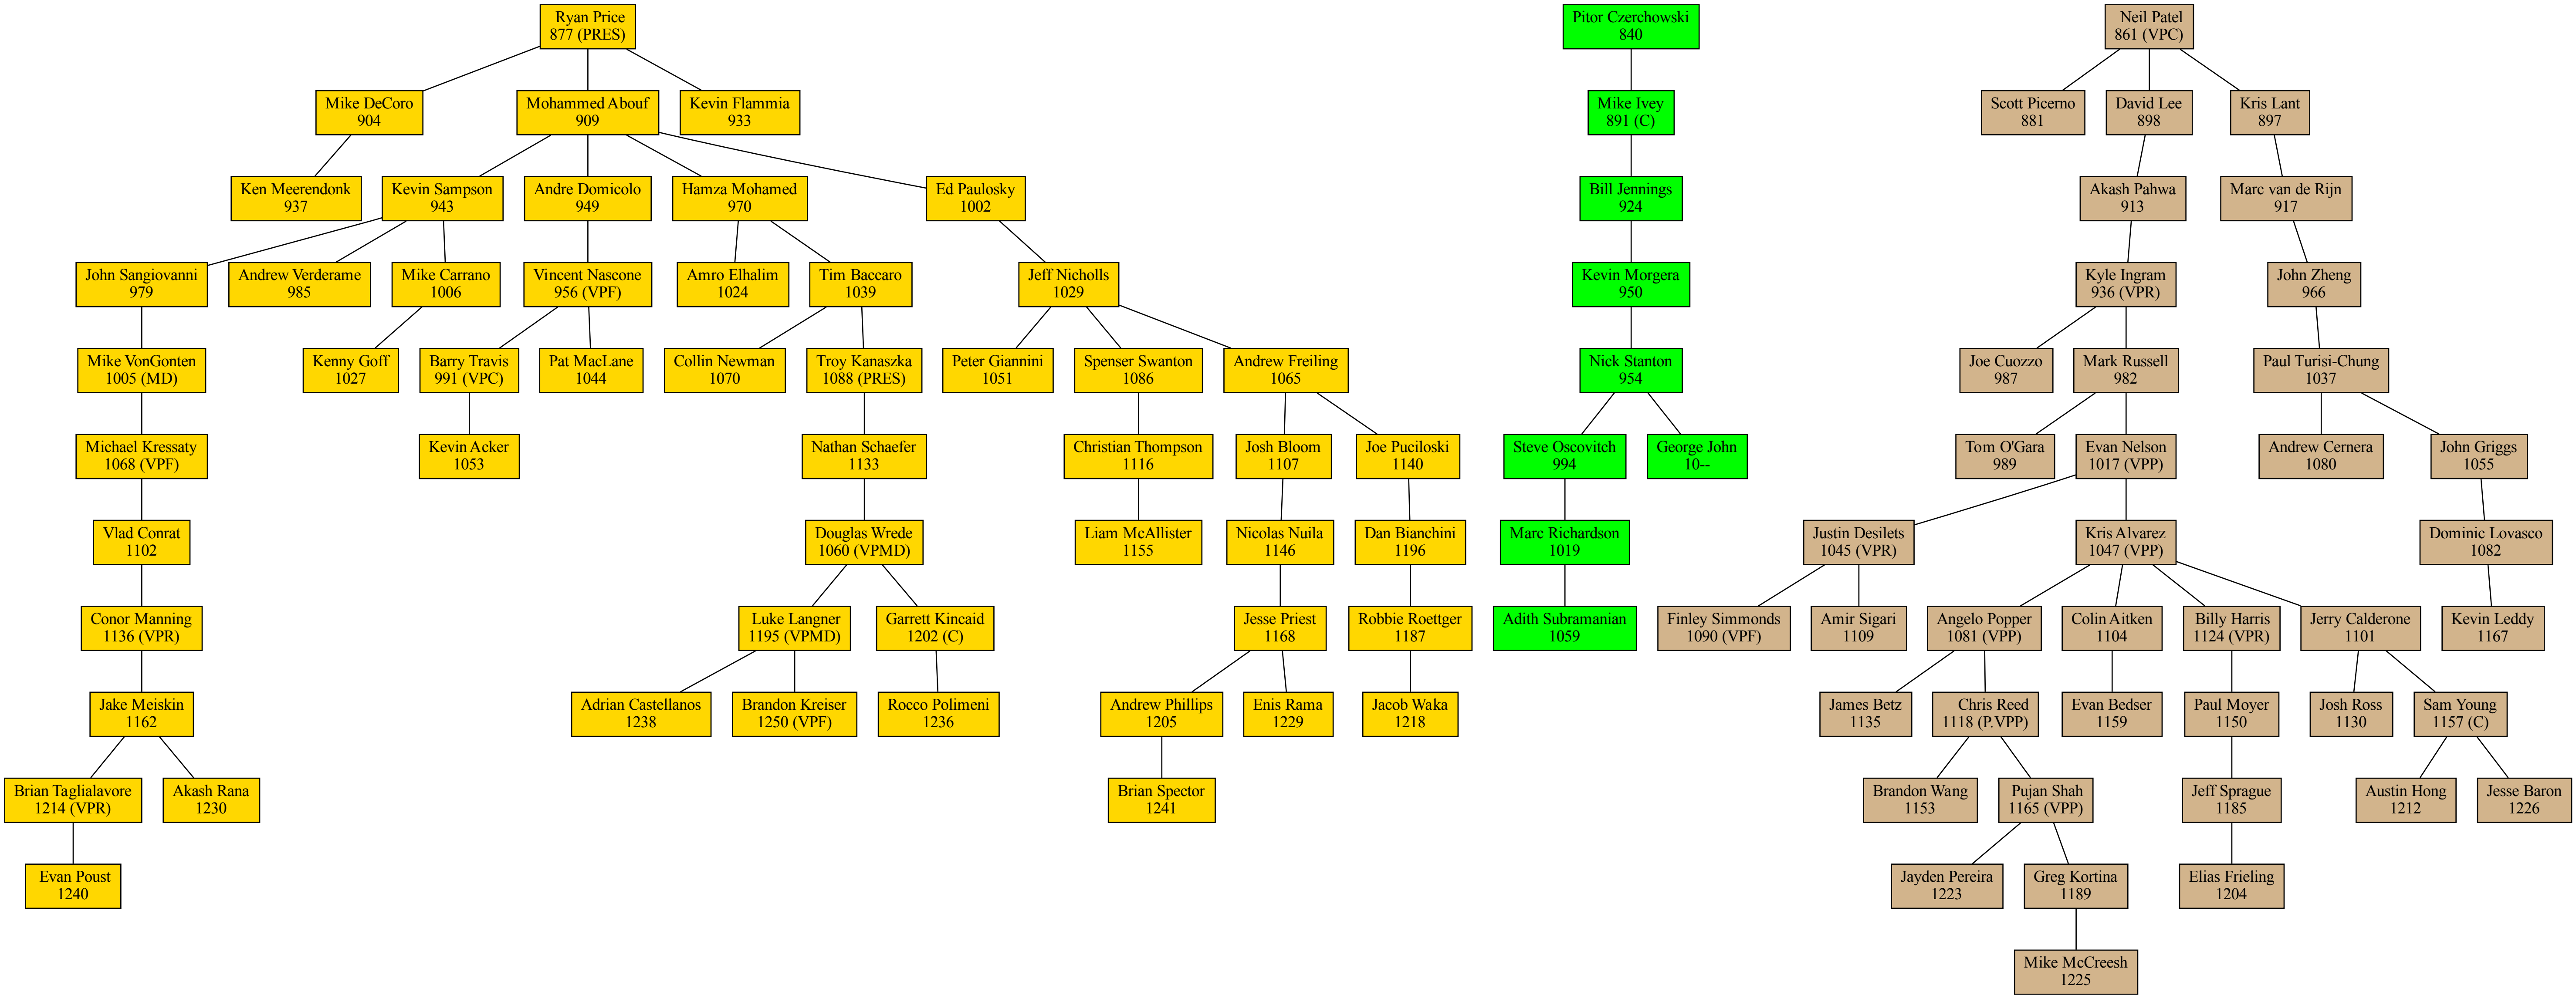 Ryan Price
877 (PRES)
Pitor Czerchowski
840
Neil Patel
861 (VPC)
Mike DeCoro
904
Mohammed Abouf
909
Kevin Flammia
933
Mike Ivey
891 (C)
Scott Picerno
881
David Lee
898
Kris Lant
897
Ken Meerendonk
937
Kevin Sampson
943
Andre Domicolo
949
Hamza Mohamed
970
Ed Paulosky
1002
Bill Jennings
924
Akash Pahwa
913
Marc van de Rijn
917
John Sangiovanni
979
Andrew Verderame
985
Mike Carrano
1006
Vincent Nascone
956 (VPF)
Amro Elhalim
1024
Tim Baccaro
1039
Jeff Nicholls
1029
Kevin Morgera
950
Kyle Ingram
936 (VPR)
John Zheng
966
Mike VonGonten
1005 (MD)
Kenny Goff
1027
Barry Travis
991 (VPC)
Pat MacLane
1044
Collin Newman
1070
Troy Kanaszka
1088 (PRES)
Peter Giannini
1051
Spenser Swanton
1086
Andrew Freiling
1065
Nick Stanton
954
Joe Cuozzo
987
Mark Russell
982
Paul Turisi-Chung
1037
Michael Kressaty
1068 (VPF)
Kevin Acker
1053
Nathan Schaefer
1133
Christian Thompson
1116
Josh Bloom
1107
Joe Puciloski
1140
Steve Oscovitch
994
George John
10--
Tom O'Gara
989
Evan Nelson
1017 (VPP)
Andrew Cernera
1080
John Griggs
1055
Vlad Conrat
1102
Douglas Wrede
1060 (VPMD)
Liam McAllister
1155
Nicolas Nuila
1146
Dan Bianchini
1196
Marc Richardson
1019
Justin Desilets
1045 (VPR)
Kris Alvarez
1047 (VPP)
Dominic Lovasco
1082
Conor Manning
1136 (VPR)
Luke Langner
1195 (VPMD)
Garrett Kincaid
1202 (C)
Jesse Priest
1168
Robbie Roettger
1187
Adith Subramanian
1059
Finley Simmonds
1090 (VPF)
Amir Sigari
1109
Angelo Popper
1081 (VPP)
Colin Aitken
1104
Billy Harris
1124 (VPR)
Jerry Calderone
1101
Kevin Leddy
1167
Jake Meiskin
1162
Adrian Castellanos
1238
Brandon Kreiser
1250 (VPF)
Rocco Polimeni
1236
Andrew Phillips
1205
Enis Rama
1229
Jacob Waka
1218
James Betz
1135
Chris Reed
1118 (P.VPP)
Evan Bedser
1159
Paul Moyer
1150
Josh Ross
1130
Sam Young
1157 (C)
Brian Taglialavore
1214 (VPR)
Akash Rana
1230
Brian Spector
1241
Brandon Wang
1153
Pujan Shah
1165 (VPP)
Jeff Sprague
1185
Austin Hong
1212
Jesse Baron
1226
Evan Poust
1240
Jayden Pereira
1223
Greg Kortina
1189
Elias Frieling
1204
Mike McCreesh
1225